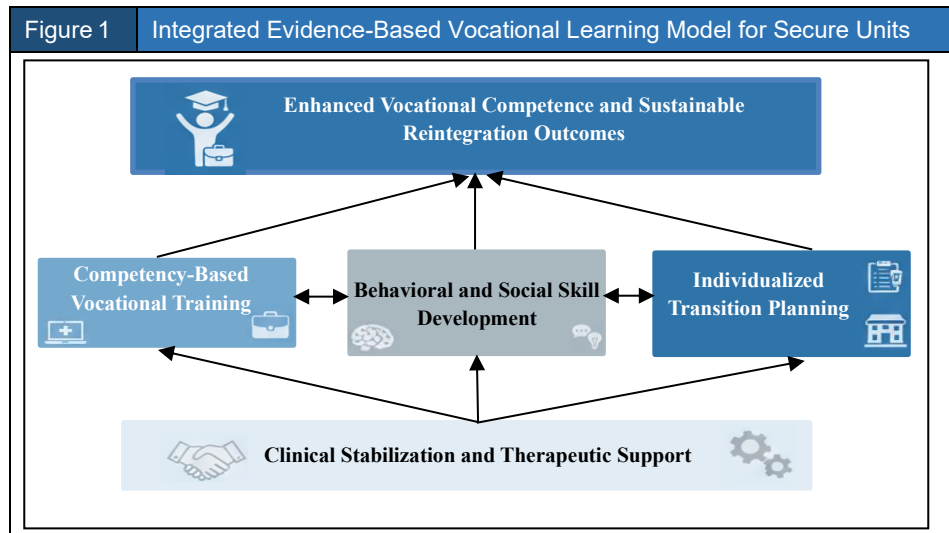 Figure 1
Integrated Evidence-Based Vocational Learning Model for Secure Units
Enhanced Vocational Competence and Sustainable
Reintegration Outcomes
Competency-Based
Vocational Training
Behavioral and Social Skill
Development
Individualized
Transition Planning
Clinical Stabilization and Therapeutic Support